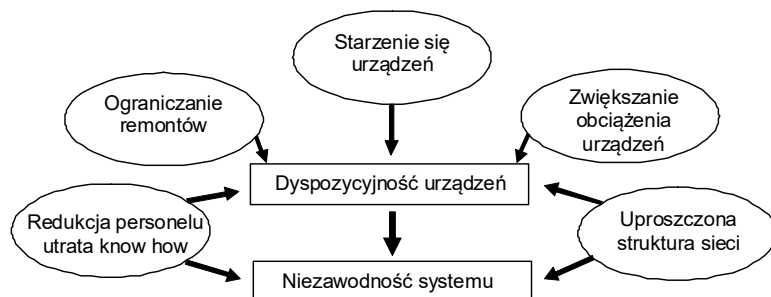 Starzenie się
urządzeń
Ograniczanie
remontów
Zwiększanie
obciążenia
urządzeń
Dyspozycyjność urządzeń
Redukcja personelu
utrata know how
Uproszczona
struktura sieci
Niezawodność systemu